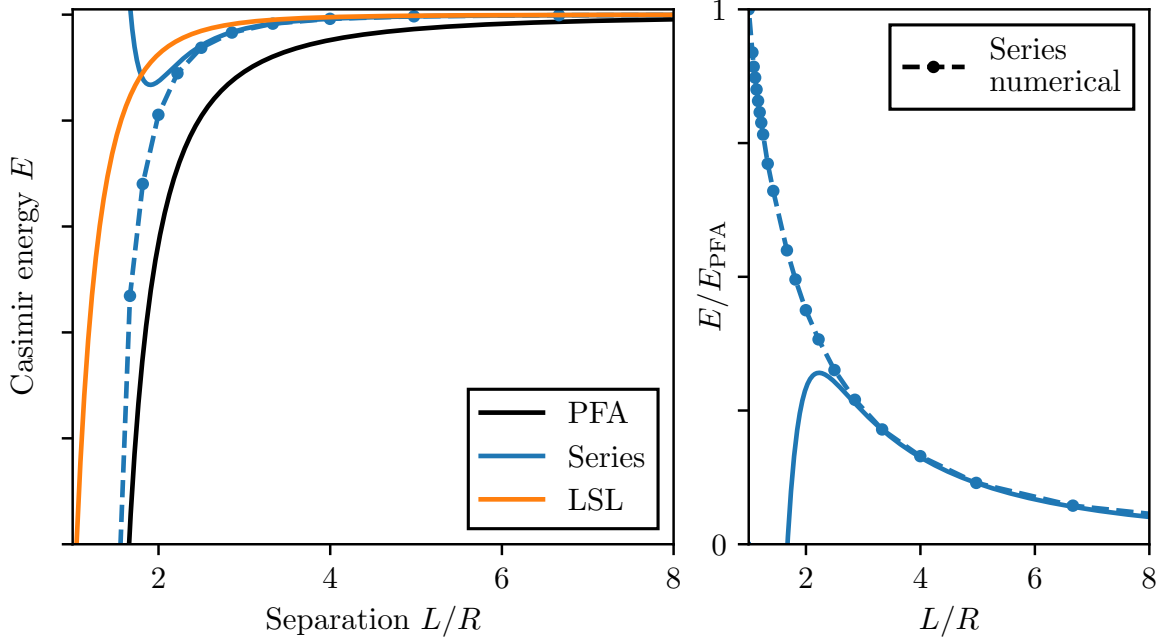 Casimir energy E
2
4
6
8
Separation L/R
PFA
Series
LSL
1
0
E/E_PFA
2
4
6
8
L/R
Series
numerical